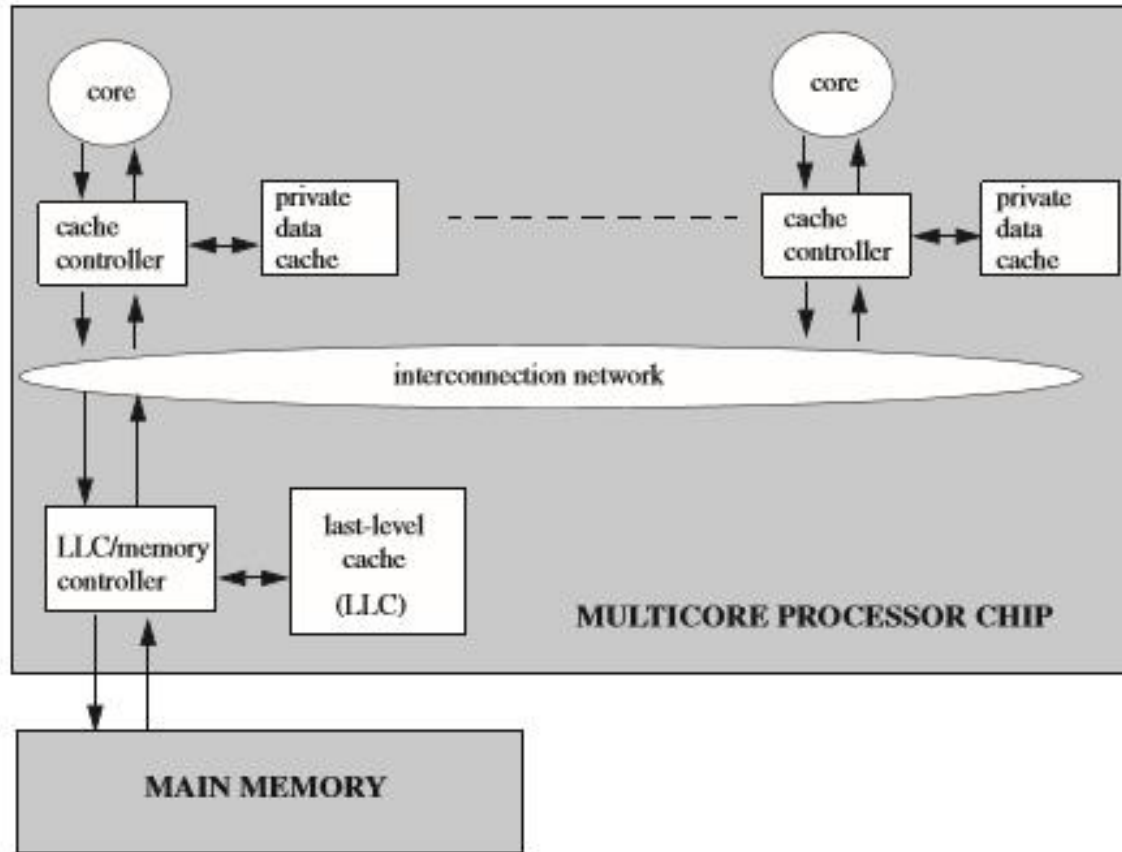 core
core
cache
controller
private
data
cache
cache
controller
private
data
cache
interconnection network
LLC/memory
controller
last-level
cache
(LLC)
MULTICORE PROCESSOR CHIP
MAIN MEMORY